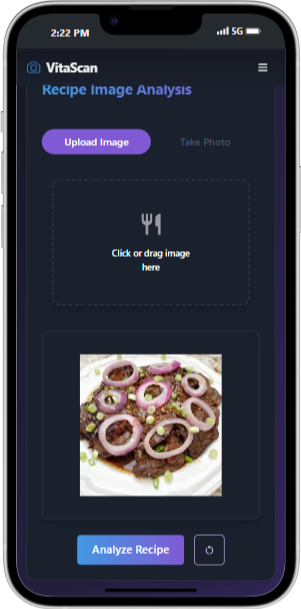 2:22 PM
5G
VitaScan
Recipe Image Analysis
Upload Image
Take Photo
Click or drag image
here
Analyze Recipe